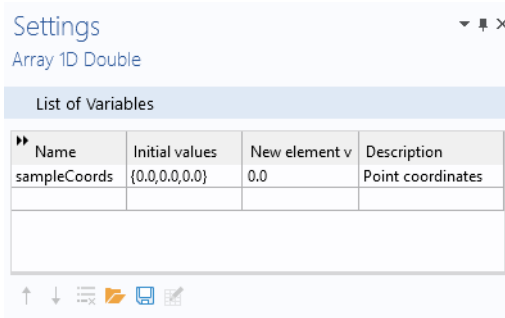 Settings
Array 1D Double
List of Variables
Name Initial values New element v Description
sampleCoords {0.0,0.0,0.0} 0.0 Point coordinates